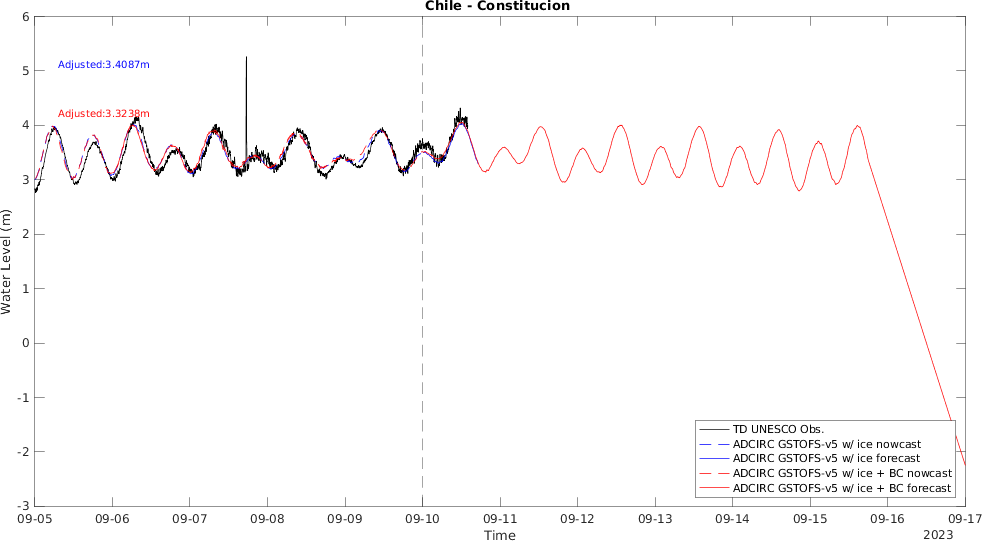 Chile - Constitucion
6
5
4
3
2
1
0
-1
-2
-3
Water Level (m)
Adjusted:3.4087m
Adjusted:3.3238m
TD UNESCO Obs.
ADCIRC GSTOFS-v5 w/ ice nowcast
ADCIRC GSTOFS-v5 w/ ice forecast
ADCIRC GSTOFS-v5 w/ ice + BC nowcast
ADCIRC GSTOFS-v5 w/ ice + BC forecast
09-05 09-06 09-07 09-08 09-09 09-10 09-11 09-12 09-13 09-14 09-15 09-16 09-17
Time
2023